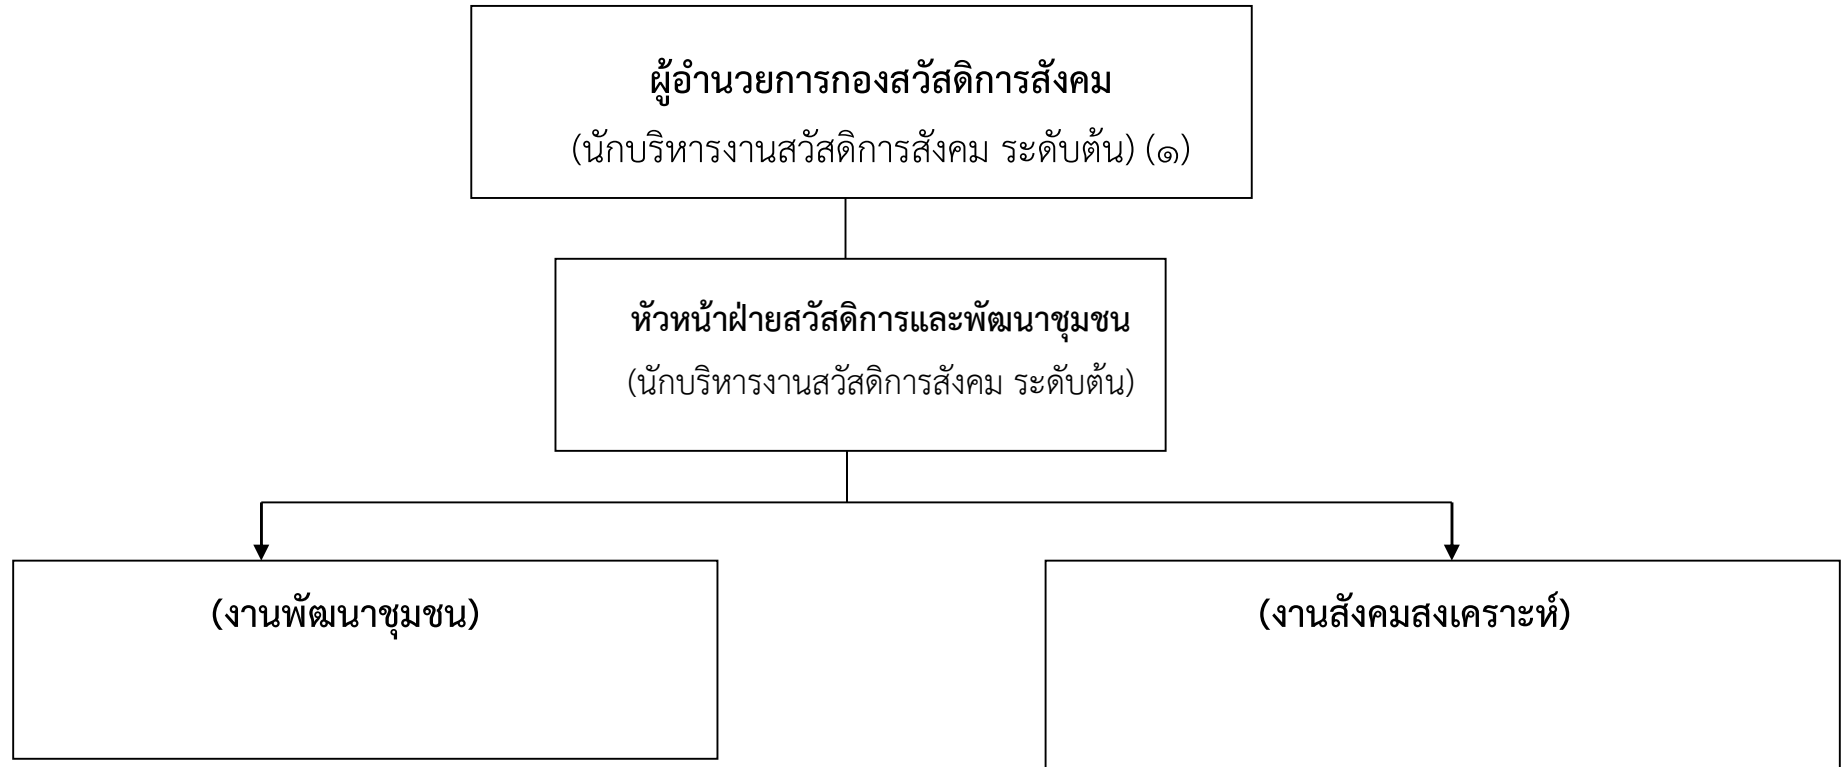 ผู้อำนวยการกองสวัสดิการสังคม
(นักบริหารงานสวัสดิการสังคม ระดับต้น) (๑)
หัวหน้าฝ่ายสวัสดิการและพัฒนาชุมชน
(นักบริหารงานสวัสดิการสังคม ระดับต้น)
(งานพัฒนาชุมชน)
(งานสังคมสงเคราะห์)